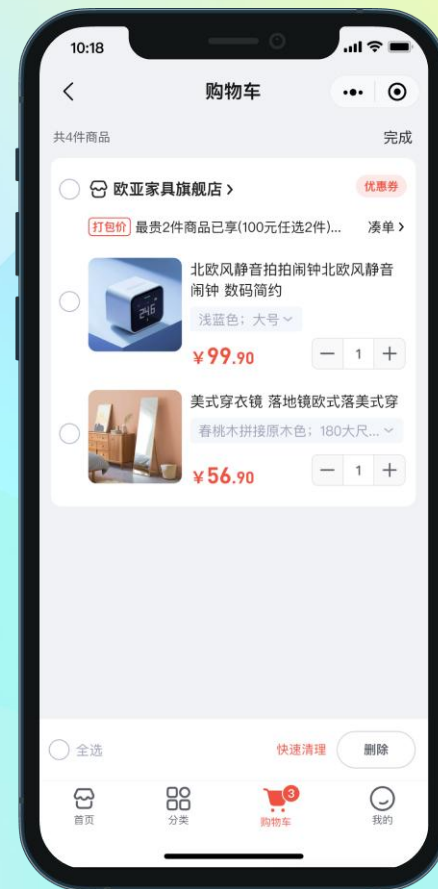 10:18
购物车
共4件商品
完成
欧亚家具旗舰店
优惠券
打包价 最贵2件商品已享(100元任选2件)... 凑单
北欧风静音拍拍闹钟北欧风静音
闹钟 数码简约
浅蓝色；大号
¥99.90
1
美式穿衣镜 落地镜欧式落美式穿
春桃木拼接原木色；180大尺...
¥56.90
1
全选
快速清理
删除
3
首页
分类
购物车
我的